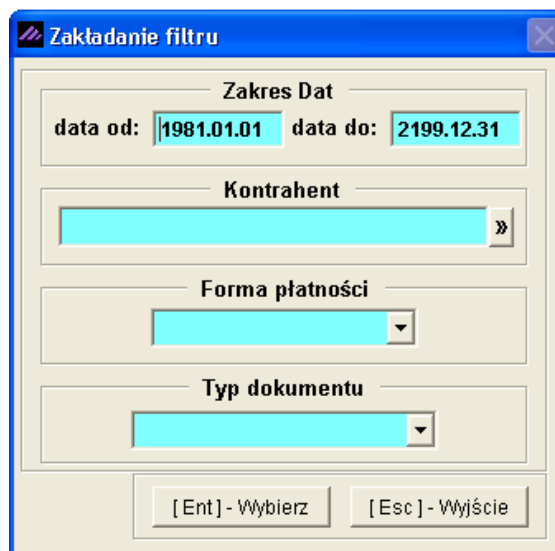 Zakładanie filtru
Zakres Dat
data od: 1981.01.01 data do: 2199.12.31
Kontrahent
»
Forma płatności
Typ dokumentu
[ Ent ] - Wybierz [ Esc ] - Wyjście